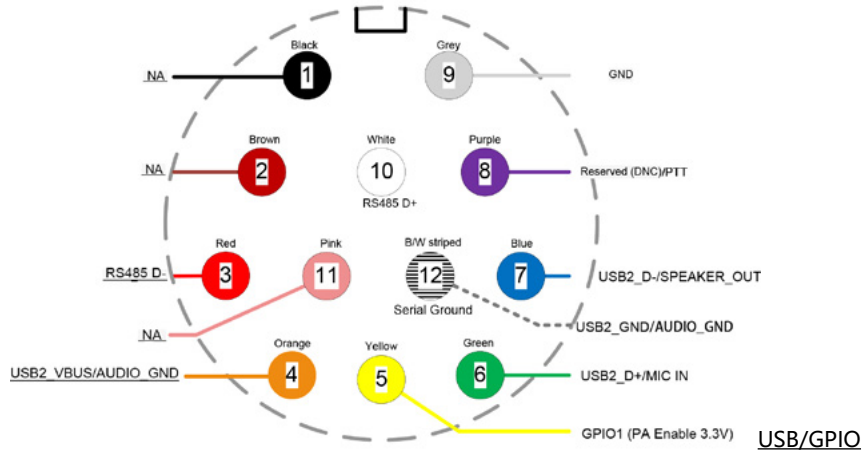 Black
Grey
NA
1
9
GND
Brown
White
Purple
NA
2
10
8
Reserved (DNC)/PTT
RS485 D+
Red
Pink
B/W striped
Blue
RS485 D-
3
11
12
7
USB2_D-/SPEAKER_OUT
Serial Ground
NA
USB2_GND/AUDIO_GND
Orange
Yellow
Green
USB2_VBUS/AUDIO_GND
4
5
6
USB2_D+/MIC IN
GPIO1 (PA Enable 3.3V)
USB/GPIO